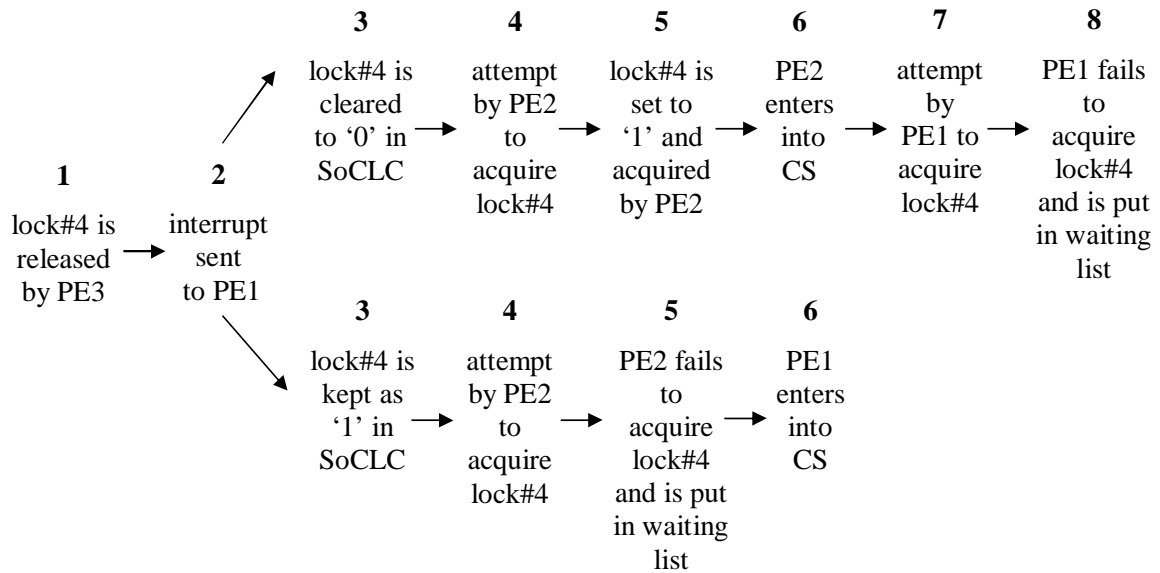 1
lock#4 is
released
by PE3
2
interrupt
sent
to PE1
3
lock#4 is
cleared
to ‘0’ in
SoCLC
4
attempt
by PE2
to
acquire
lock#4
5
lock#4 is
set to
‘1’ and
acquired
by PE2
6
PE2
enters
into
CS
7
attempt
by
PE1 to
acquire
lock#4
8
PE1 fails
to
acquire
lock#4
and is put
in waiting
list
3
lock#4 is
kept as
‘1’ in
SoCLC
4
attempt
by PE2
to
acquire
lock#4
5
PE2 fails
to
acquire
lock#4
and is put
in waiting
list
6
PE1
enters
into
CS